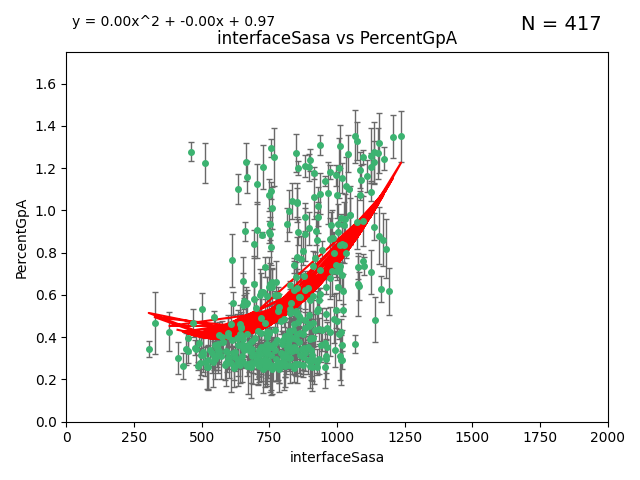 y = 0.00x^2 + -0.00x + 0.97
N = 417
interfaceSasa vs PercentGpA
PercentGpA
1.6
1.4
1.2
1.0
0.8
0.6
0.4
0.2
0.0
0 250 500 750 1000 1250 1500 1750 2000
interfaceSasa